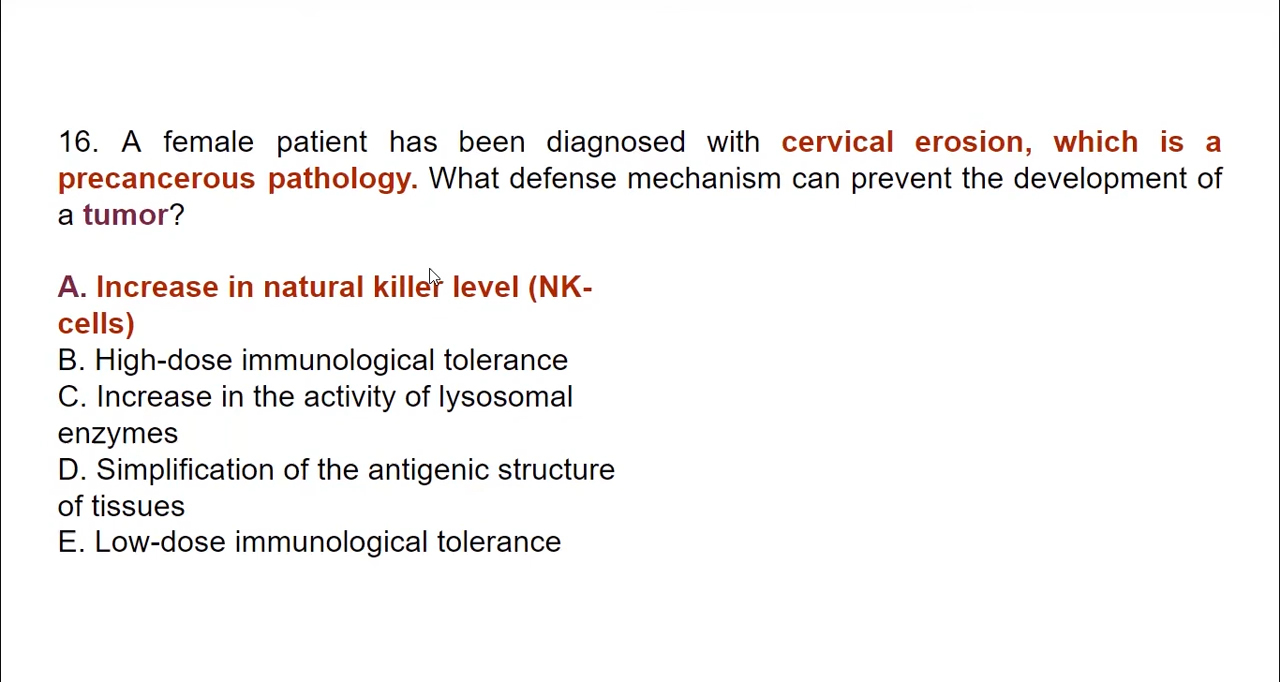 16. A female patient has been diagnosed with cervical erosion, which is a
precancerous pathology. What defense mechanism can prevent the development of
a tumor?
A. Increase in natural killer level (NK-
cells)
B. High-dose immunological tolerance
C. Increase in the activity of lysosomal
enzymes
D. Simplification of the antigenic structure
of tissues
E. Low-dose immunological tolerance